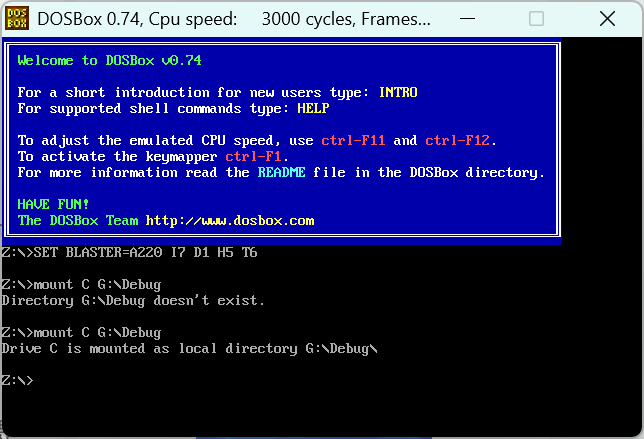 DOS
BOX
DOSBox 0.74, Cpu speed:     3000 cycles, Frames...
Welcome to DOSBox v0.74
For a short introduction for new users type: INTRO
For supported shell commands type: HELP
To adjust the emulated CPU speed, use ctrl-F11 and ctrl-F12.
To activate the keymapper ctrl-F1.
For more information read the README file in the DOSBox directory.
HAVE FUN!
The DOSBox Team http://www.dosbox.com
Z:\>SET BLASTER=A220 I7 D1 H5 T6
Z:\>mount C G:\Debug
Directory G:\Debug doesn't exist.
Z:\>mount C G:\Debug
Drive C is mounted as local directory G:\Debug\
Z:\>